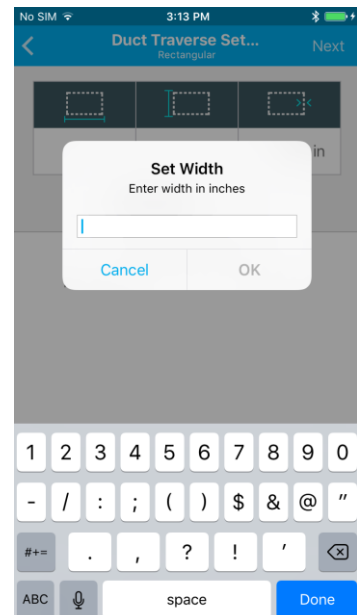 No SIM 3:13 PM
Duct Traverse Set... Next
Rectangular
in
Set Width
Enter width in inches
Cancel OK
1 2 3 4 5 6 7 8 9 0
- / : ; ( ) $ & @ "
#+= . , ? ! '
ABC space Done